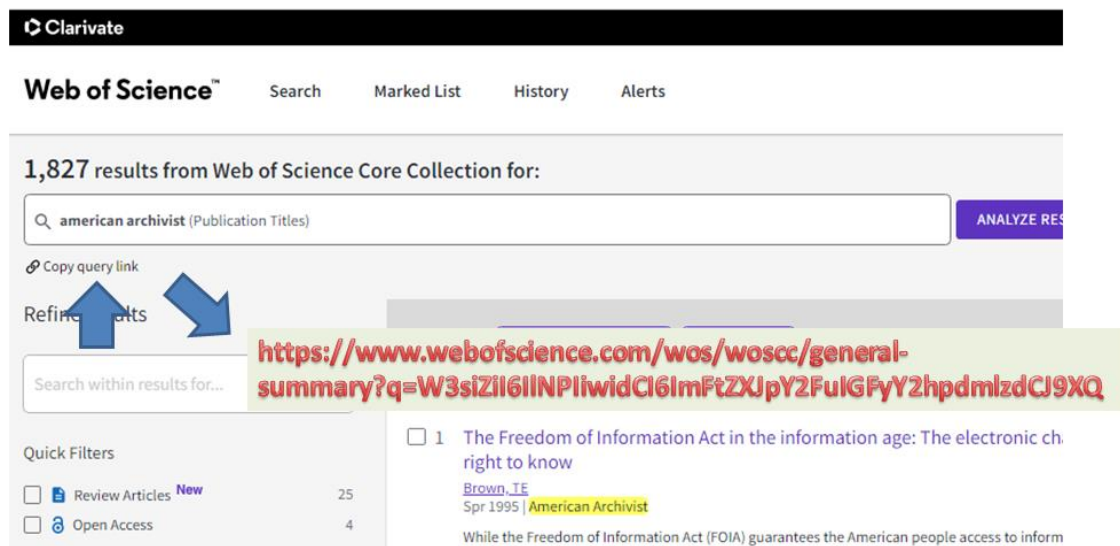 Clarivate
Web of Science™ Search Marked List History Alerts
1,827 results from Web of Science Core Collection for:
american archivist (Publication Titles)
ANALYZE RES
Copy query link
https://www.webofscience.com/wos/woscc/general-
summary?q=W3siZiI6IlNPIiwidCI6ImFtZXJpY2FuIGFyY2hpdmlzdCJ9XQ
Search within results for...
Quick Filters
Review Articles New 25
Open Access 4
1 The Freedom of Information Act in the information age: The electronic ch
right to know
Brown, TE
Spr 1995 | American Archivist
While the Freedom of Information Act (FOIA) guarantees the American people access to inform